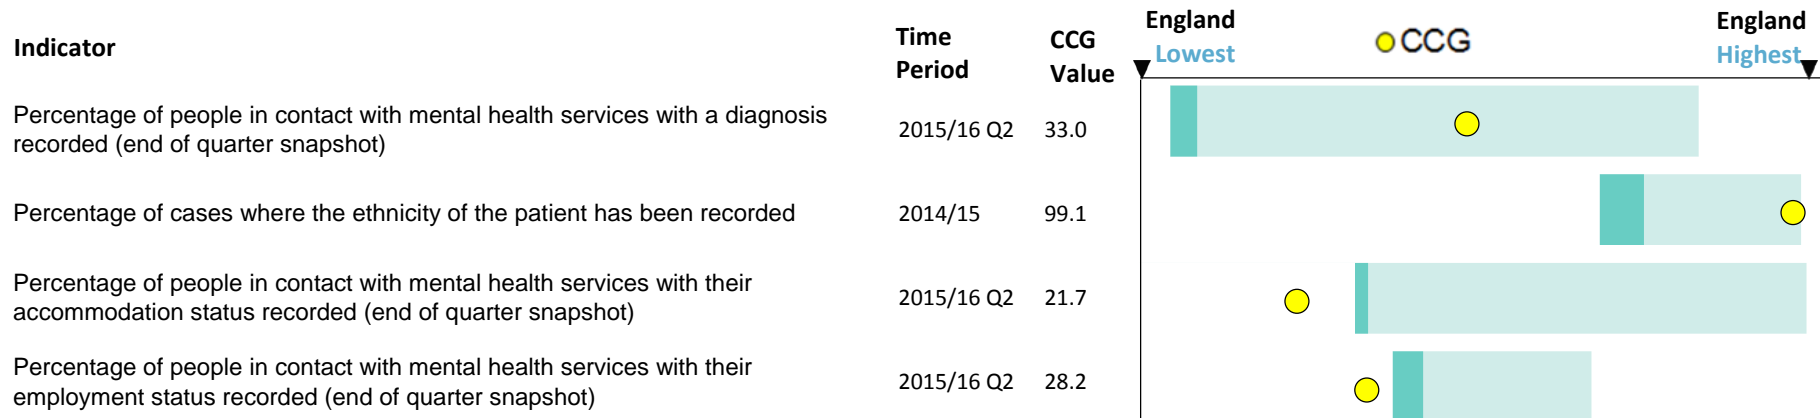 Indicator
Time Period
CCG Value
England Lowest
CCG
England Highest
Percentage of people in contact with mental health services with a diagnosis
recorded (end of quarter snapshot)
2015/16 Q2
33.0
Percentage of cases where the ethnicity of the patient has been recorded
2014/15
99.1
Percentage of people in contact with mental health services with their
accommodation status recorded (end of quarter snapshot)
2015/16 Q2
21.7
Percentage of people in contact with mental health services with their
employment status recorded (end of quarter snapshot)
2015/16 Q2
28.2